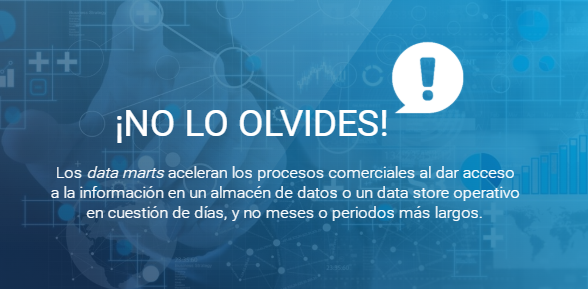 ¡NO LO OLVIDES!
Los data marts aceleran los procesos comerciales al dar acceso
a la información en un almacén de datos o un data store operativo
en cuestión de días, y no meses o periodos más largos.